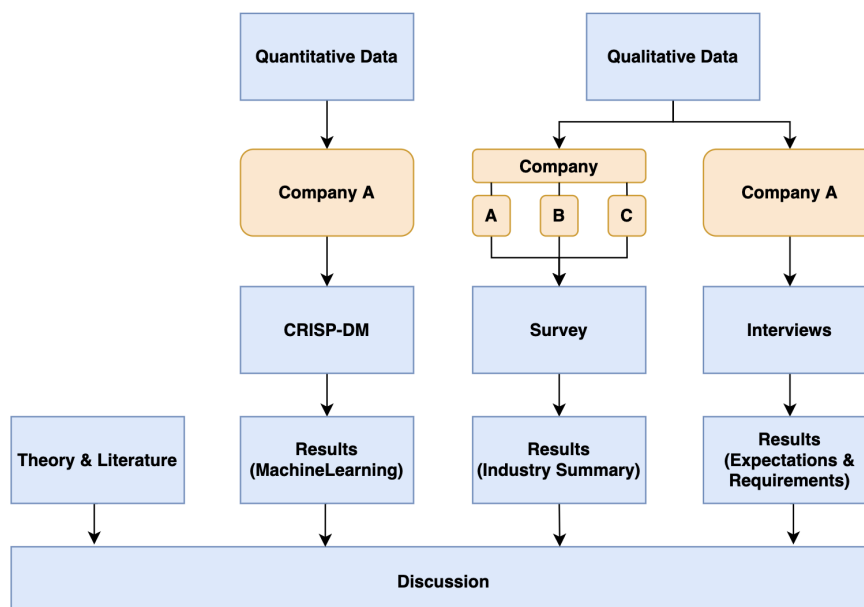 Quantitative Data
Qualitative Data
Company A
Company
A
B
C
Company A
CRISP-DM
Survey
Interviews
Theory & Literature
Results
(MachineLearning)
Results
(Industry Summary)
Results
(Expectations &
Requirements)
Discussion